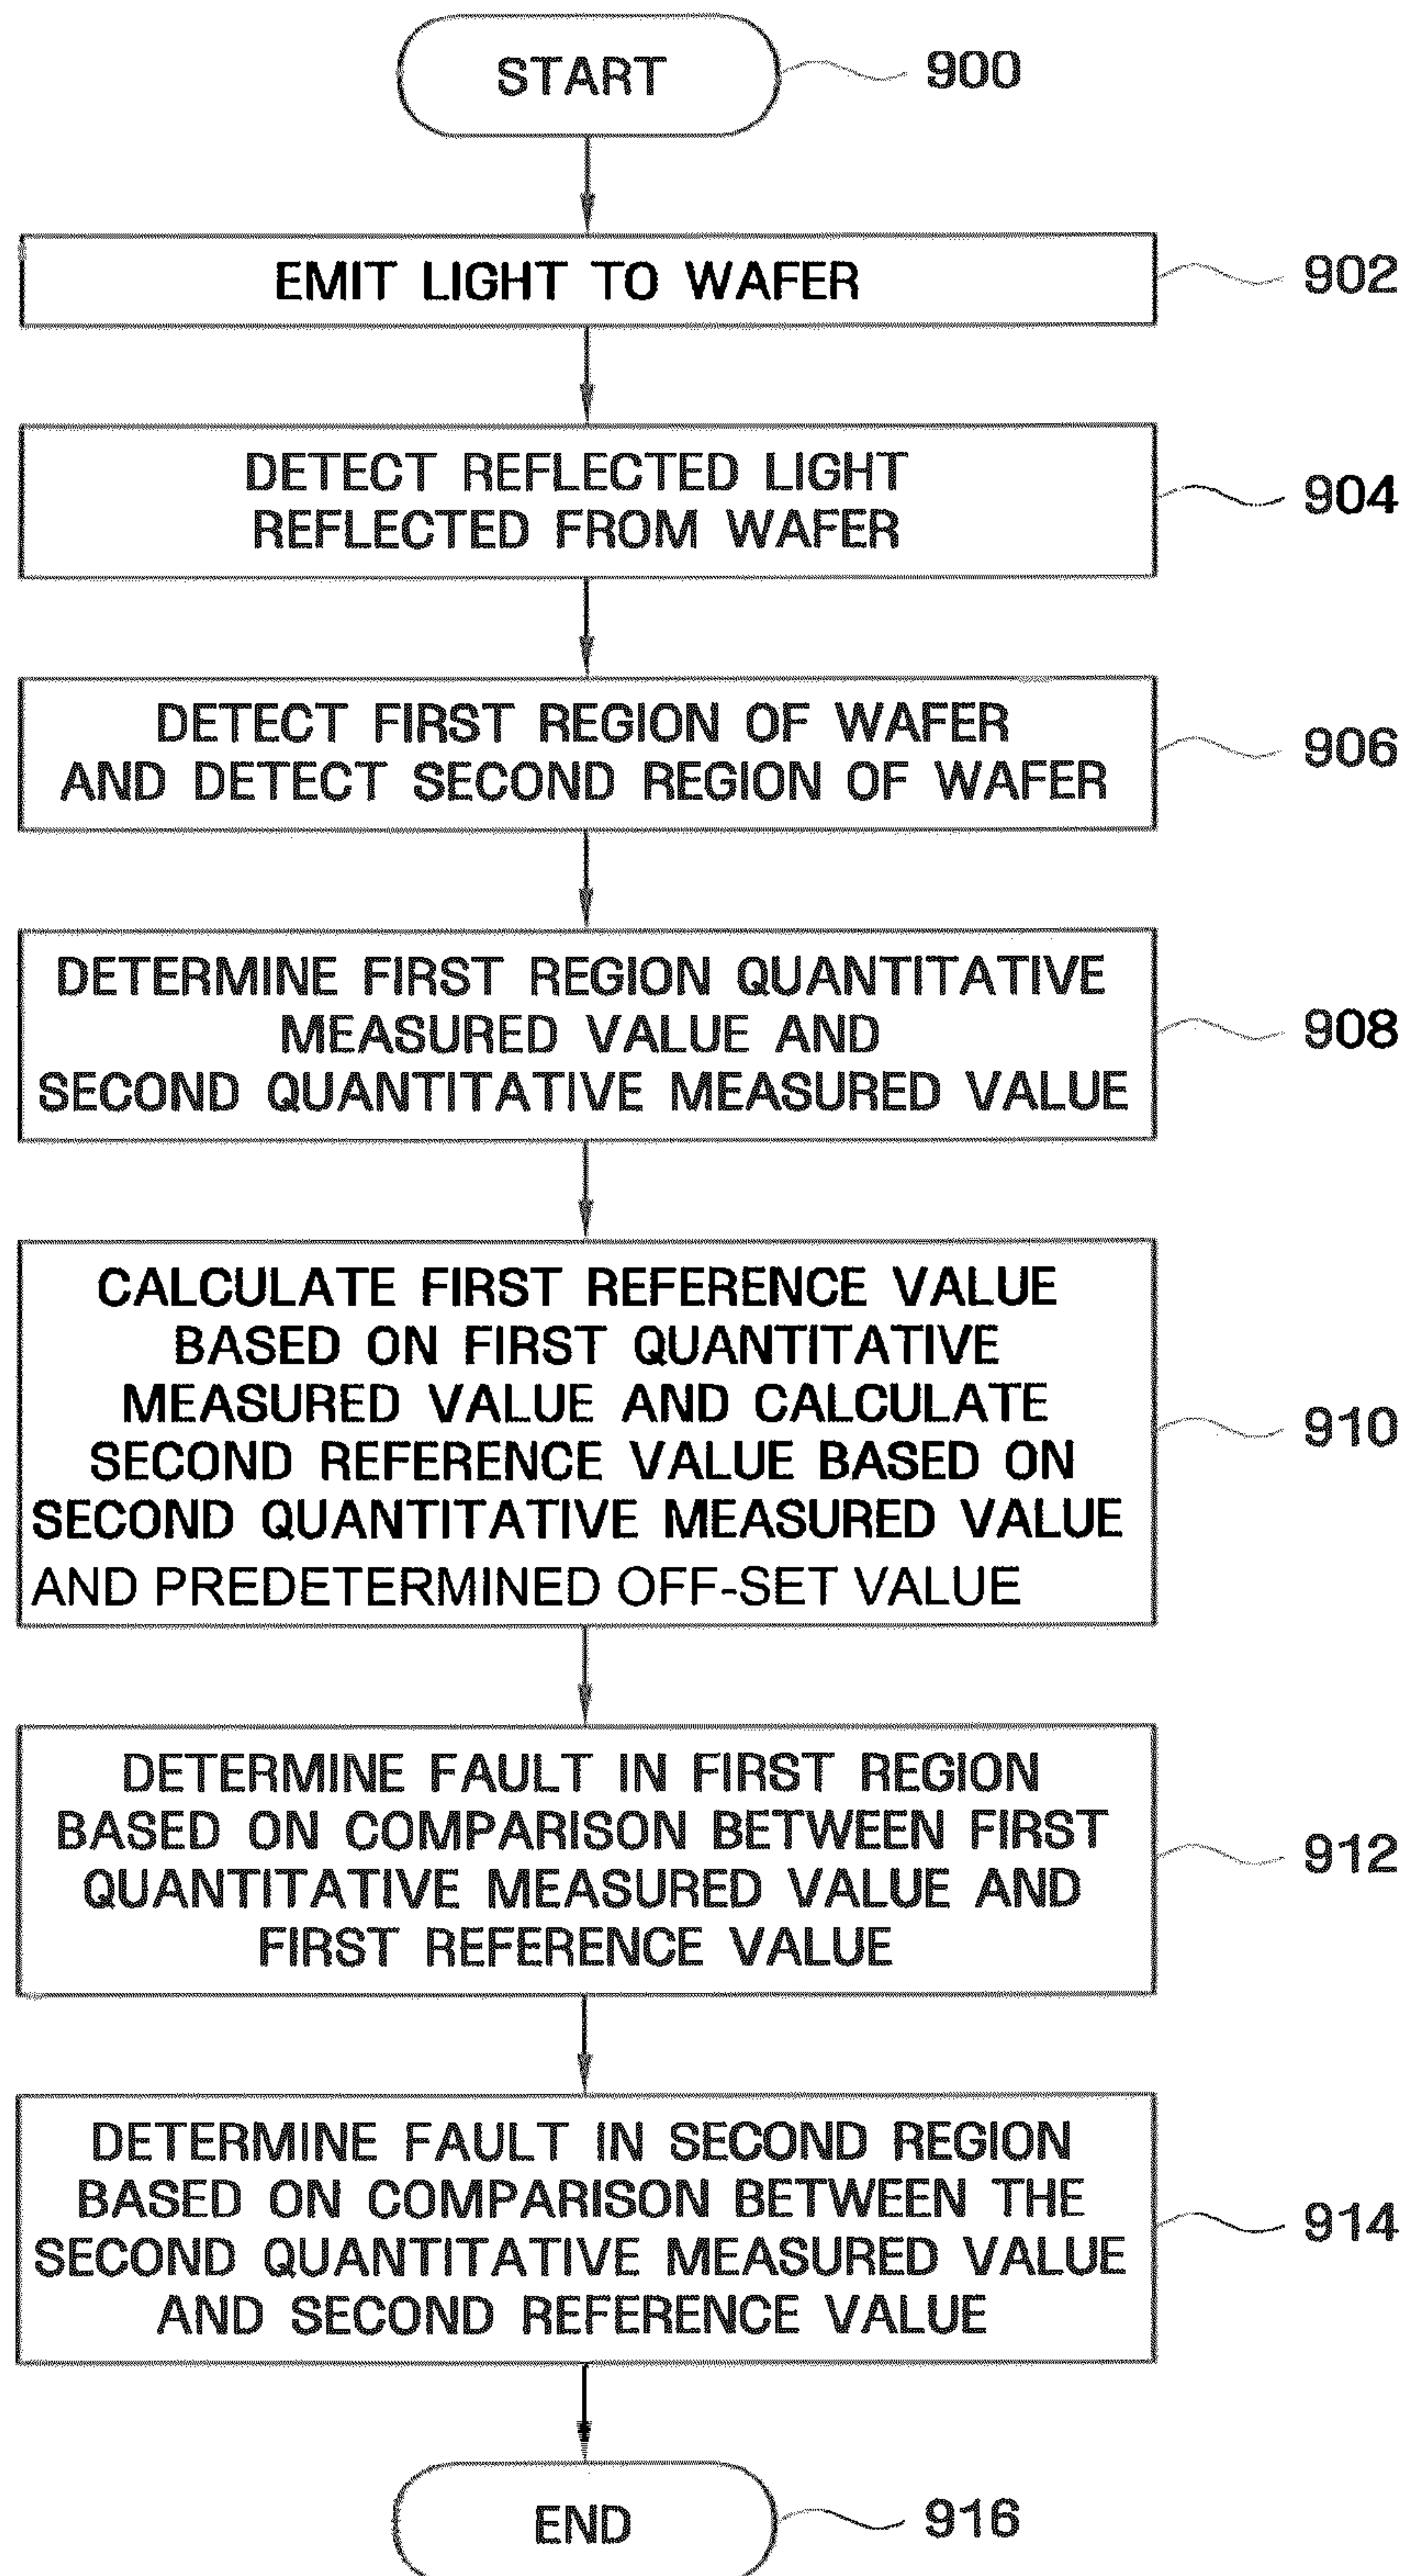 START
900
EMIT LIGHT TO WAFER
902
DETECT REFLECTED LIGHT
REFLECTED FROM WAFER
904
DETECT FIRST REGION OF WAFER
AND DETECT SECOND REGION OF WAFER
906
DETERMINE FIRST REGION QUANTITATIVE
MEASURED VALUE AND
SECOND QUANTITATIVE MEASURED VALUE
908
CALCULATE FIRST REFERENCE VALUE
BASED ON FIRST QUANTITATIVE
MEASURED VALUE AND CALCULATE
SECOND REFERENCE VALUE BASED ON
SECOND QUANTITATIVE MEASURED VALUE
AND PREDETERMINED OFF-SET VALUE
910
DETERMINE FAULT IN FIRST REGION
BASED ON COMPARISON BETWEEN FIRST
QUANTITATIVE MEASURED VALUE AND
FIRST REFERENCE VALUE
912
DETERMINE FAULT IN SECOND REGION
BASED ON COMPARISON BETWEEN THE
SECOND QUANTITATIVE MEASURED VALUE
AND SECOND REFERENCE VALUE
914
END
916